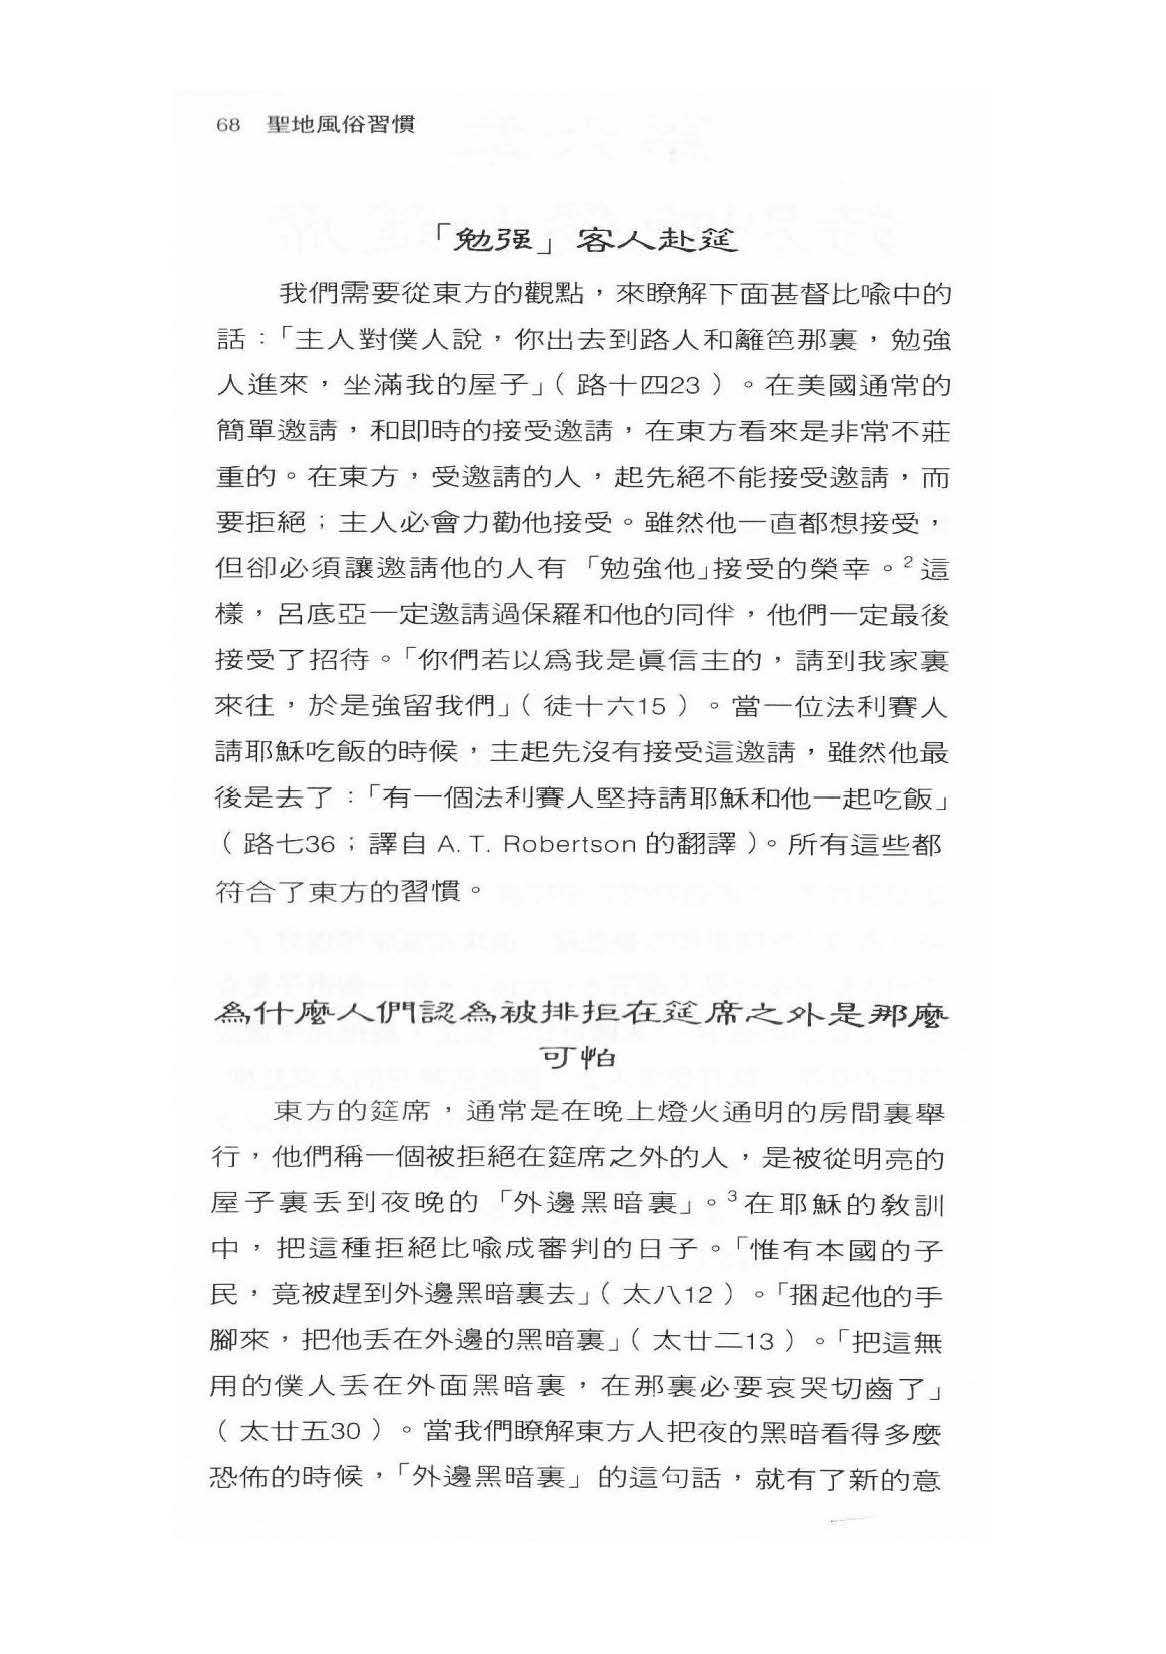 68 聖地風俗習慣
「勉强」客人赴筵
我們需要從東方的觀點，來瞭解下面基督比喻中的
話：「主人對僕人說，你出去到路人和籬笆那裏，勉強
人進來，坐滿我的屋子」（路十四23）。在美國通常的
簡單邀請，和即時的接受邀請，在東方看來是非常不莊
重的。在東方，受邀請的人，起先絕不能接受邀請，而
要拒絕；主人必會力勸他接受。雖然他一直都想接受，
但卻必須讓邀請他的人有「勉強他」接受的榮幸。²這
樣，呂底亞一定邀請過保羅和他的同伴，他們一定最後
接受了招待。「你們若以爲我是眞信主的，請到我家裏
來往，於是強留我們」（徒十六15）。當一位法利賽人
請耶穌吃飯的時候，主起先沒有接受這邀請，雖然他最
後是去了：「有一個法利賽人堅持請耶穌和他一起吃飯」
（路七36；譯自 A. T. Robertson 的翻譯）。所有這些都
符合了東方的習慣。
為什麼人們認為被排拒在筵席之外是那麼
可怕
東方的筵席，通常是在晚上燈火通明的房間裏舉
行，他們稱一個被拒絕在筵席之外的人，是被從明亮的
屋子裏丟到夜晚的「外邊黑暗裏」。³在耶穌的敎訓
中，把這種拒絕比喻成審判的日子。「惟有本國的子
民，竟被趕到外邊黑暗裏去」（太八12）。「捆起他的手
腳來，把他丟在外邊的黑暗裏」（太廿二13）。「把這無
用的僕人丟在外面黑暗裏，在那裏必要哀哭切齒了」
（太廿五30）。當我們瞭解東方人把夜的黑暗看得多麼
恐佈的時候，「外邊黑暗裏」的這句話，就有了新的意